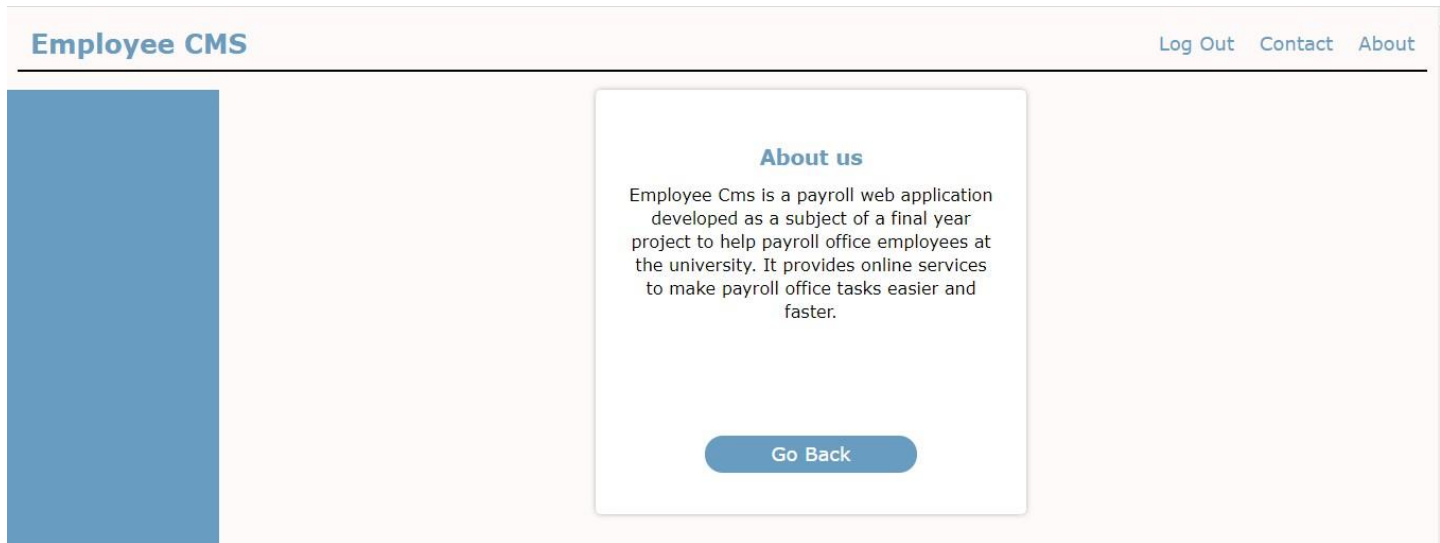 Employee CMS
Log Out Contact About
About us
Employee Cms is a payroll web application
developed as a subject of a final year
project to help payroll office employees at
the university. It provides online services
to make payroll office tasks easier and
faster.
Go Back